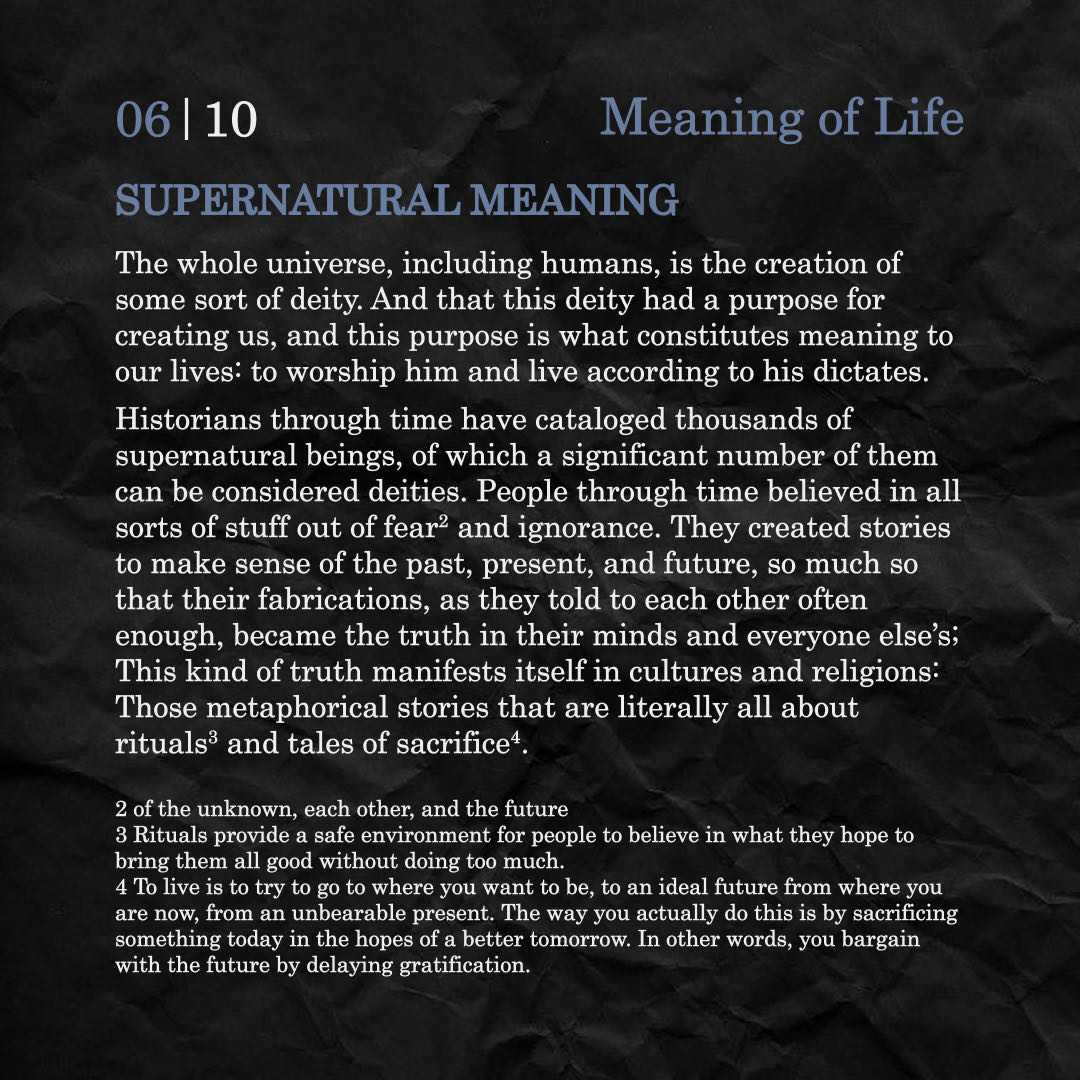 06 | 10
Meaning of Life
SUPERNATURAL MEANING
The whole universe, including humans, is the creation of
some sort of deity. And that this deity had a purpose for
creating us, and this purpose is what constitutes meaning to
our lives: to worship him and live according to his dictates.
Historians through time have cataloged thousands of
supernatural beings, of which a significant number of them
can be considered deities. People through time believed in all
sorts of stuff out of fear² and ignorance. They created stories
to make sense of the past, present, and future, so much so
that their fabrications, as they told to each other often
enough, became the truth in their minds and everyone else’s;
This kind of truth manifests itself in cultures and religions:
Those metaphorical stories that are literally all about
rituals³ and tales of sacrifice⁴.
2 of the unknown, each other, and the future
3 Rituals provide a safe environment for people to believe in what they hope to
bring them all good without doing too much.
4 To live is to try to go to where you want to be, to an ideal future from where you
are now, from an unbearable present. The way you actually do this is by sacrificing
something today in the hopes of a better tomorrow. In other words, you bargain
with the future by delaying gratification.